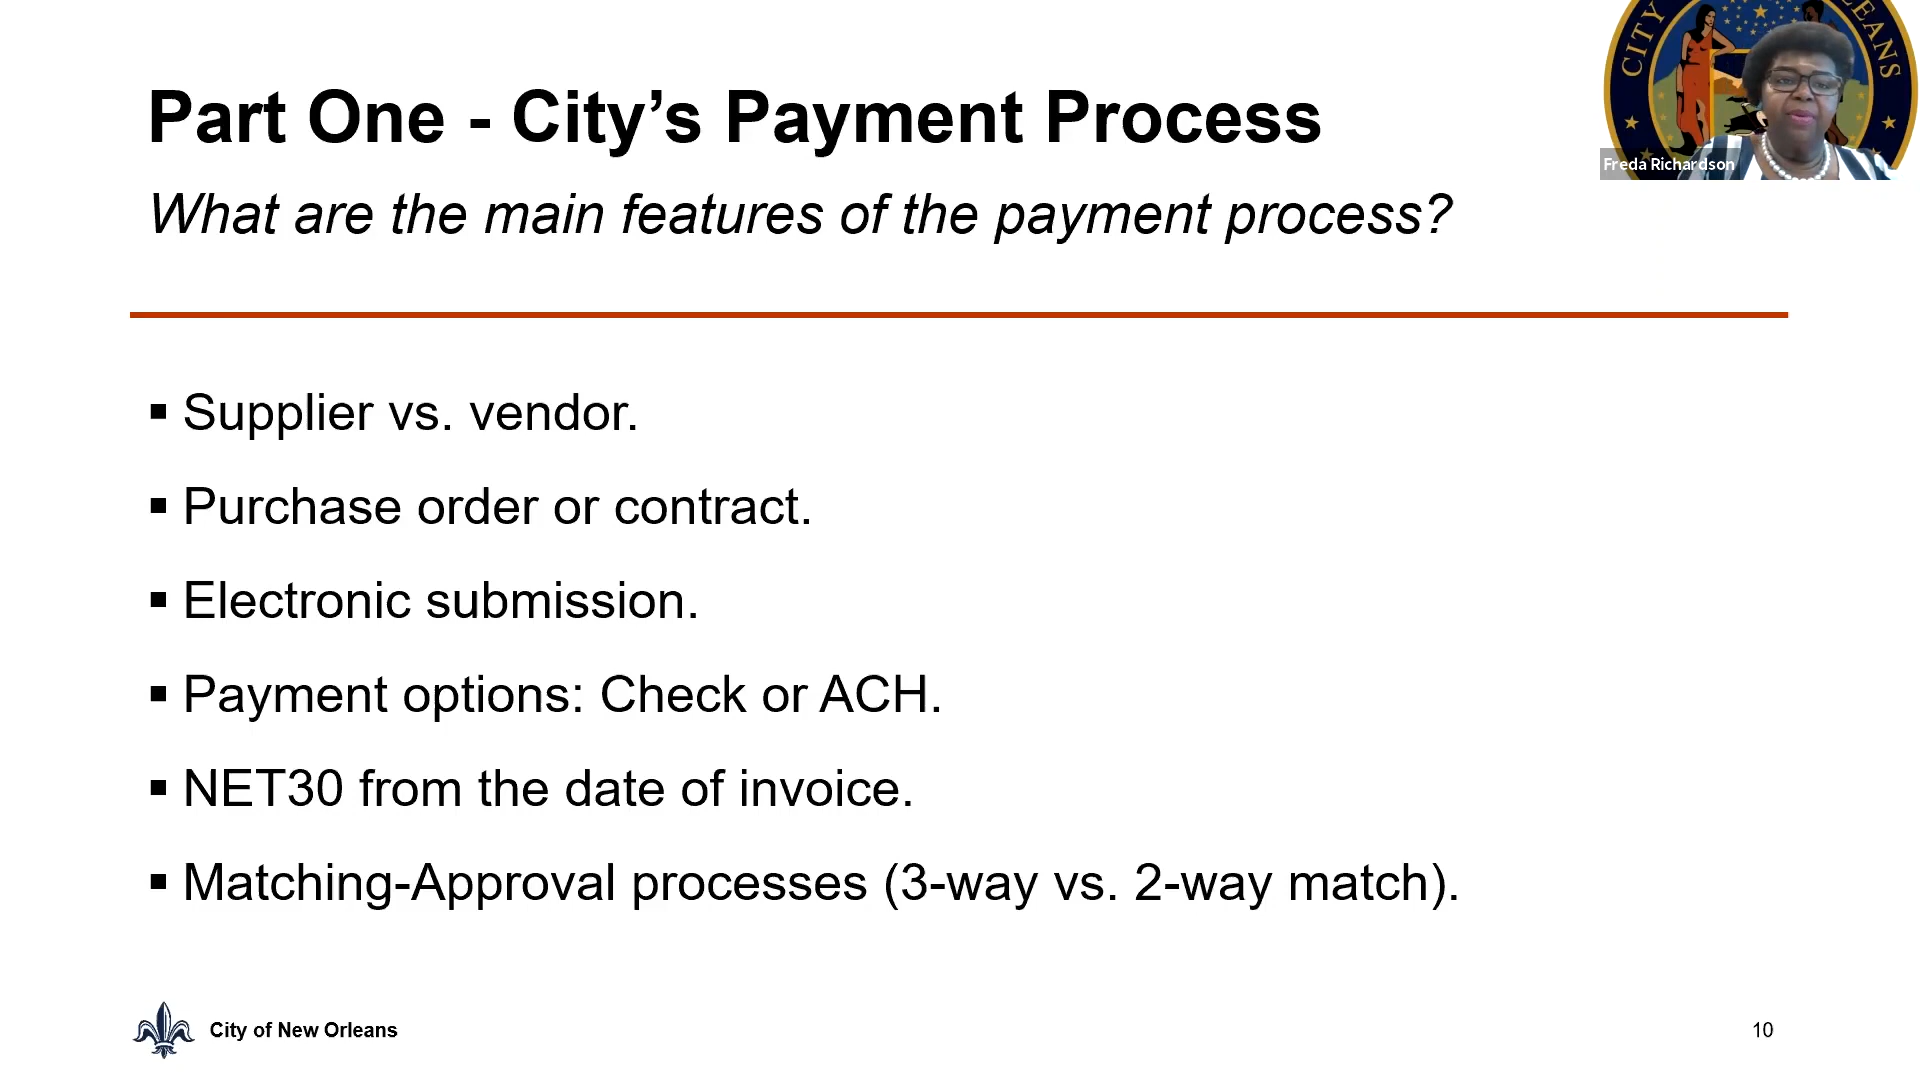 CITY
LEANS
Freda Richardson
Part One - City’s Payment Process
What are the main features of the payment process?
▪ Supplier vs. vendor.
▪ Purchase order or contract.
▪ Electronic submission.
▪ Payment options: Check or ACH.
▪ NET30 from the date of invoice.
▪ Matching-Approval processes (3-way vs. 2-way match).
City of New Orleans
10